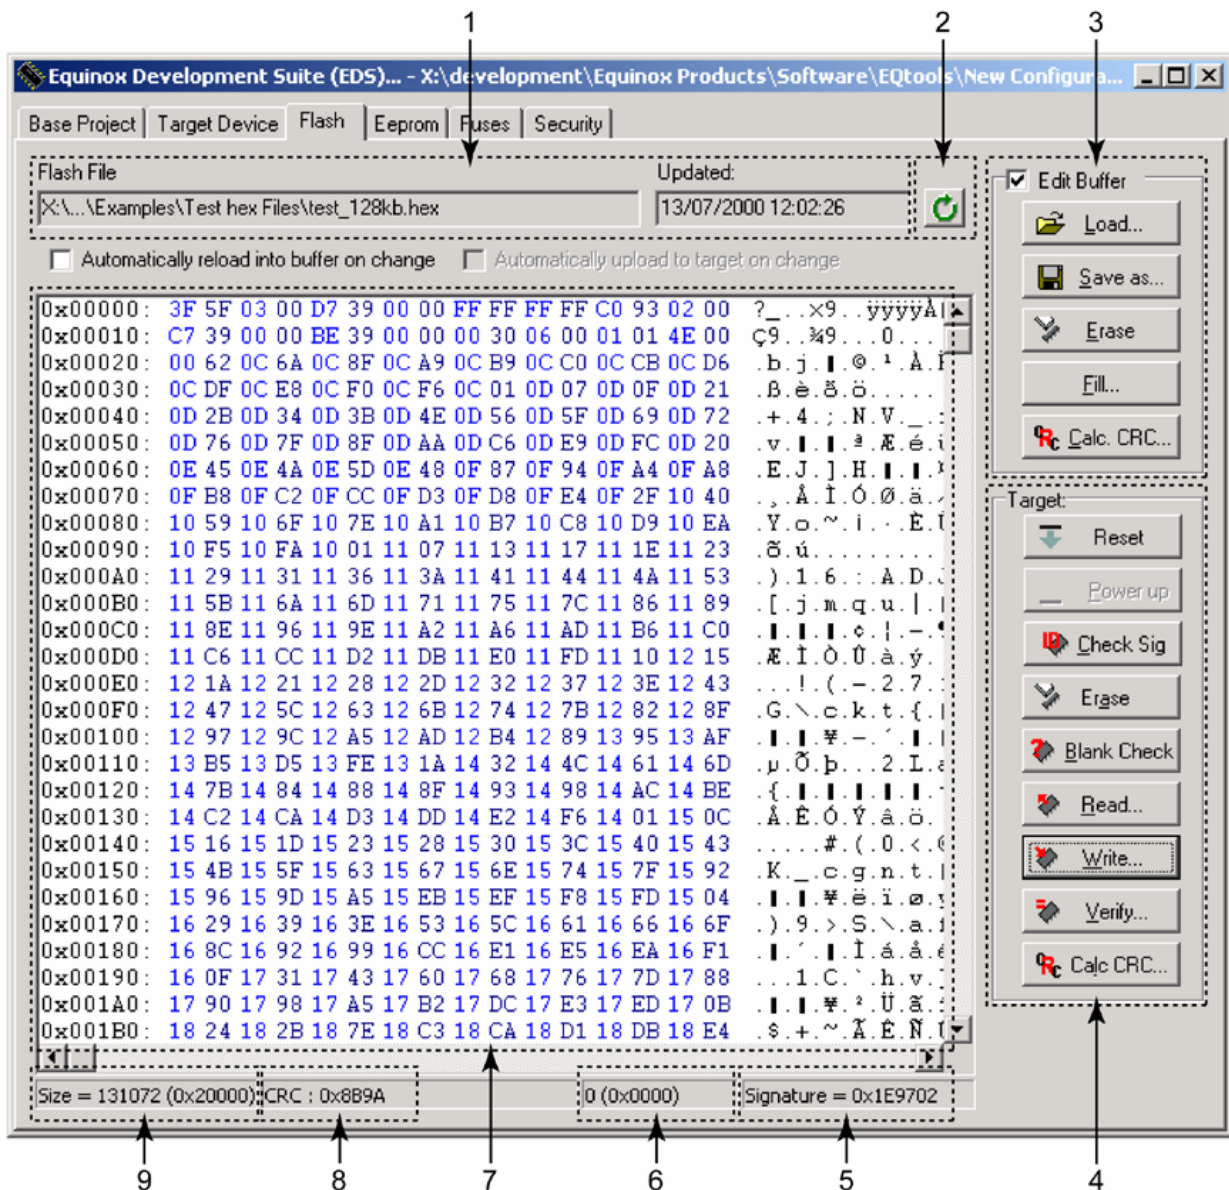 1 2 3
Equinox Development Suite (EDS)... - X:\development\Equinox Products\Software\EQtools\New Configura...
Base Project Target Device Flash Eeprom Fuses Security
Flash File Updated:
X:\...\Examples\Test hex Files\test_128kb.hex 13/07/2000 12:02:26
Automatically reload into buffer on change Automatically upload to target on change
0x00000: 3F 5F 03 00 D7 39 00 00 FF FF FF FF C0 93 02 00 ?_..×9..ÿÿÿÿÀ
0x00010: C7 39 00 00 BE 39 00 00 00 30 06 00 01 01 4E 00 Ç9..¾9...0...
0x00020: 00 62 0C 6A 0C 8F 0C A9 0C B9 0C C0 0C CB 0C D6 .b.j.▮.©.¹.À.
0x00030: 0C DF 0C E8 0C F0 0C F6 0C 01 0D 07 0D 0F 0D 21 .ß.è.ð.ö.....
0x00040: 0D 2B 0D 34 0D 3B 0D 4E 0D 56 0D 5F 0D 69 0D 72 .+.4.;.N.V._.
0x00050: 0D 76 0D 7F 0D 8F 0D AA 0D C6 0D E9 0D FC 0D 20 .v.▮.▮.ª.Æ.é.
0x00060: 0E 45 0E 4A 0E 5D 0E 48 0F 87 0F 94 0F A4 0F A8 .E.J.].H.▮.▮.
0x00070: 0F B8 0F C2 0F CC 0F D3 0F D8 0F E4 0F 2F 10 40 .¸.Â.Ì.Ó.Ø.ä.
0x00080: 10 59 10 6F 10 7E 10 A1 10 B7 10 C8 10 D9 10 EA .Y.o.~.¡.·.È.
0x00090: 10 F5 10 FA 10 01 11 07 11 13 11 17 11 1E 11 23 .õ.ú.........
0x000A0: 11 29 11 31 11 36 11 3A 11 41 11 44 11 4A 11 53 .).1.6.:.A.D.
0x000B0: 11 5B 11 6A 11 6D 11 71 11 75 11 7C 11 86 11 89 .[.j.m.q.u.|.
0x000C0: 11 8E 11 96 11 9E 11 A2 11 A6 11 AD 11 B6 11 C0 .▮.▮.▮.¢.¦.-.
0x000D0: 11 C6 11 CC 11 D2 11 DB 11 E0 11 FD 11 10 12 15 .Æ.Ì.Ò.Û.à.ý.
0x000E0: 12 1A 12 21 12 28 12 2D 12 32 12 37 12 3E 12 43 ...!.(.-.2.7.
0x000F0: 12 47 12 5C 12 63 12 6B 12 74 12 7B 12 82 12 8F .G.\.c.k.t.{.
0x00100: 12 97 12 9C 12 A5 12 AD 12 B4 12 89 13 95 13 AF .▮.▮.¥.-.´.▮.
0x00110: 13 B5 13 D5 13 FE 13 1A 14 32 14 4C 14 61 14 6D .µ.Õ.þ...2.L.
0x00120: 14 7B 14 84 14 88 14 8F 14 93 14 98 14 AC 14 BE .{.▮.▮.▮.▮.▮.
0x00130: 14 C2 14 CA 14 D3 14 DD 14 E2 14 F6 14 01 15 0C .Â.Ê.Ó.Ý.â.ö.
0x00140: 15 16 15 1D 15 23 15 28 15 30 15 3C 15 40 15 43 .....#.(.0.<.
0x00150: 15 4B 15 5F 15 63 15 67 15 6E 15 74 15 7F 15 92 .K._.c.g.n.t.
0x00160: 15 96 15 9D 15 A5 15 EB 15 EF 15 F8 15 FD 15 04 .▮.▮.¥.ë.ï.ø.
0x00170: 16 29 16 39 16 3E 16 53 16 5C 16 61 16 66 16 6F .).9.>.S.\.a.
0x00180: 16 8C 16 92 16 99 16 CC 16 E1 16 E5 16 EA 16 F1 .▮.´.▮.Ì.á.å.
0x00190: 16 0F 17 31 17 43 17 60 17 68 17 76 17 7D 17 88 ...1.C.`.h.v.
0x001A0: 17 90 17 98 17 A5 17 B2 17 DC 17 E3 17 ED 17 0B .▮.▮.¥.².Ü.ã.
0x001B0: 18 24 18 2B 18 7E 18 C3 18 CA 18 D1 18 DB 18 E4 .$.+.~.Ã.Ê.Ñ.
Size = 131072 (0x20000) CRC : 0x8B9A 0 (0x0000) Signature = 0x1E9702
Edit Buffer
Load...
Save as...
Erase
Fill...
CRC Calc. CRC...
Target:
Reset
Power up
ID Check Sig
Erase
? Blank Check
Read...
Write...
Verify...
CRC Calc CRC...
9 8 7 6 5 4